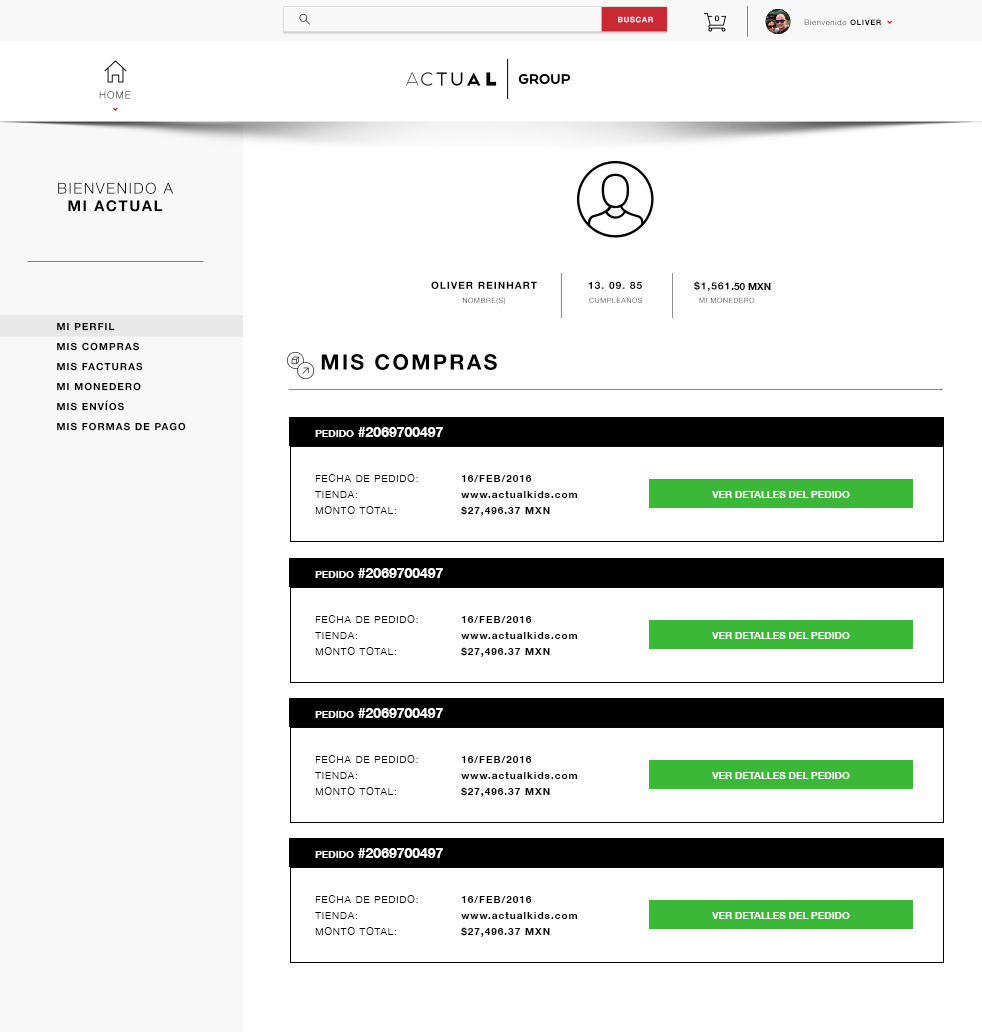 BUSCAR
0
Bienvenido OLIVER
HOME
ACTUAL GROUP
BIENVENIDO A
MI ACTUAL
MI PERFIL
MIS COMPRAS
MIS FACTURAS
MI MONEDERO
MIS ENVÍOS
MIS FORMAS DE PAGO
OLIVER REINHART
NOMBRE(S)
13. 09. 85
CUMPLEAÑOS
$1,561.50 MXN
MI MONEDERO
MIS COMPRAS
PEDIDO #2069700497
FECHA DE PEDIDO: 16/FEB/2016
TIENDA: www.actualkids.com
MONTO TOTAL: $27,496.37 MXN
VER DETALLES DEL PEDIDO
PEDIDO #2069700497
FECHA DE PEDIDO: 16/FEB/2016
TIENDA: www.actualkids.com
MONTO TOTAL: $27,496.37 MXN
VER DETALLES DEL PEDIDO
PEDIDO #2069700497
FECHA DE PEDIDO: 16/FEB/2016
TIENDA: www.actualkids.com
MONTO TOTAL: $27,496.37 MXN
VER DETALLES DEL PEDIDO
PEDIDO #2069700497
FECHA DE PEDIDO: 16/FEB/2016
TIENDA: www.actualkids.com
MONTO TOTAL: $27,496.37 MXN
VER DETALLES DEL PEDIDO